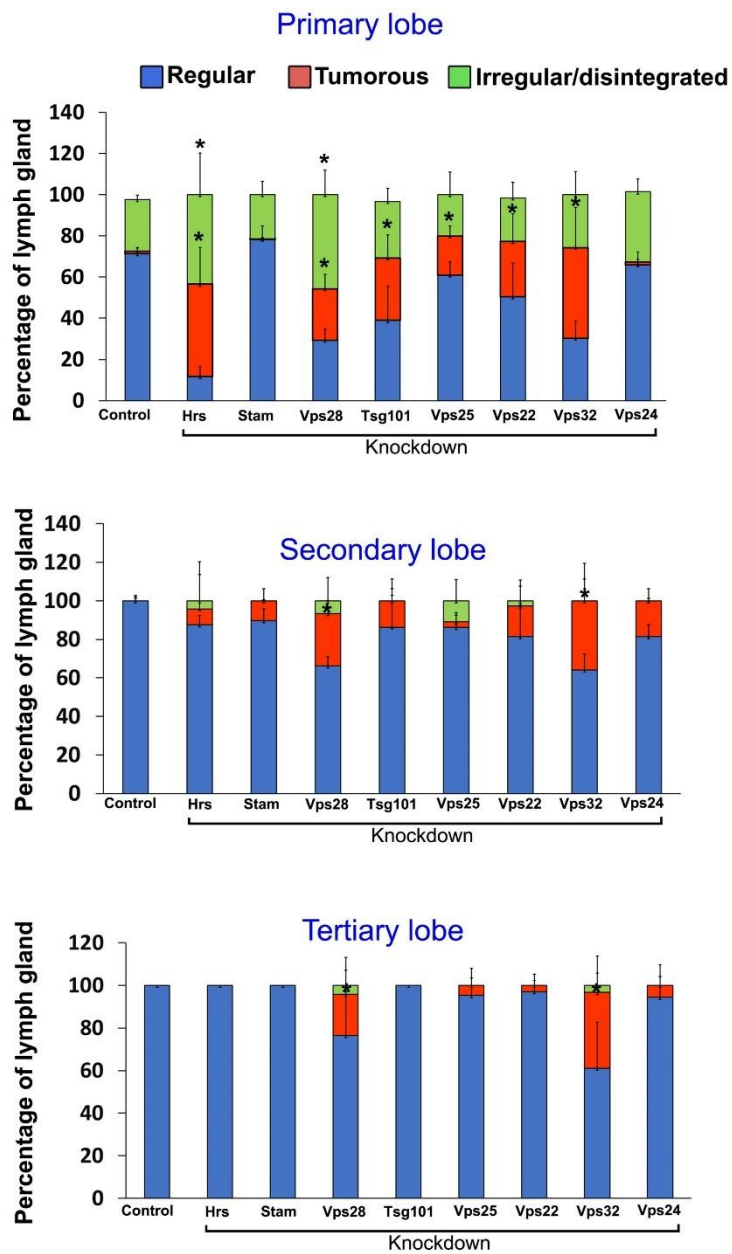 Primary lobe
Regular Tumorous Irregular/disintegrated
Percentage of lymph gland
140
120
100
80
60
40
20
0
* * * * * * * *
Control Hrs Stam Vps28 Tsg101 Vps25 Vps22 Vps32 Vps24
Knockdown
Secondary lobe
Percentage of lymph gland
140
120
100
80
60
40
20
0
* *
Control Hrs Stam Vps28 Tsg101 Vps25 Vps22 Vps32 Vps24
Knockdown
Tertiary lobe
Percentage of lymph gland
120
100
80
60
40
20
0
* *
Control Hrs Stam Vps28 Tsg101 Vps25 Vps22 Vps32 Vps24
Knockdown